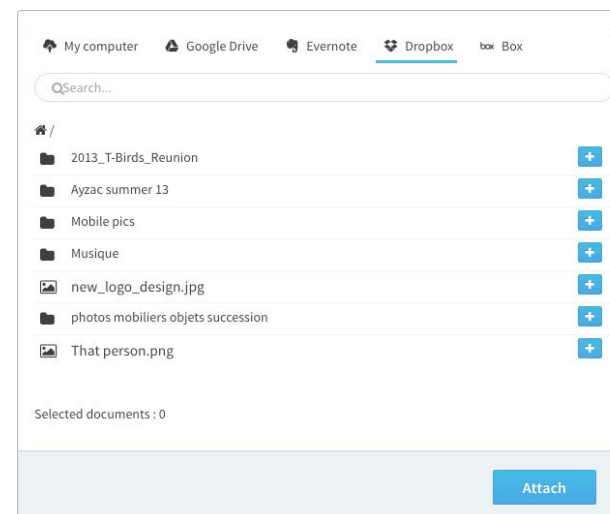 My computer Google Drive Evernote Dropbox box Box
Search...
/
2013_T-Birds_Reunion +
Ayzac summer 13 +
Mobile pics +
Musique +
new_logo_design.jpg +
photos mobiliers objets succession +
That person.png +
Selected documents : 0
Attach